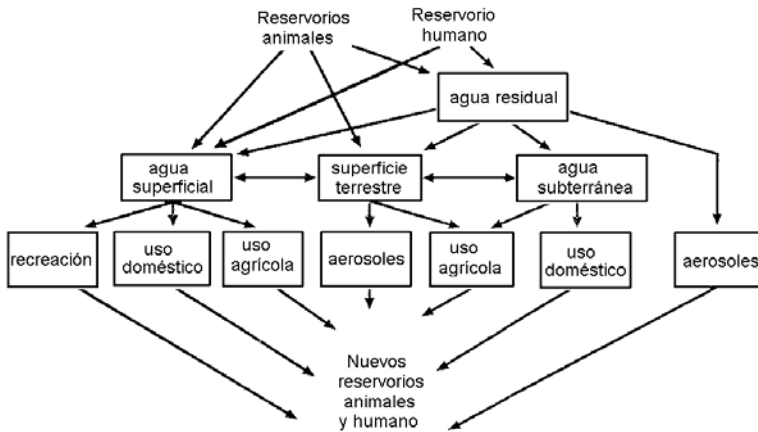 Reservorios
animales
Reservorio
humano
agua residual
agua
superficial
superficie
terrestre
agua
subterránea
recreación
uso
doméstico
uso
agrícola
aerosoles
uso
agrícola
uso
doméstico
aerosoles
Nuevos
reservorios
animales
y humano